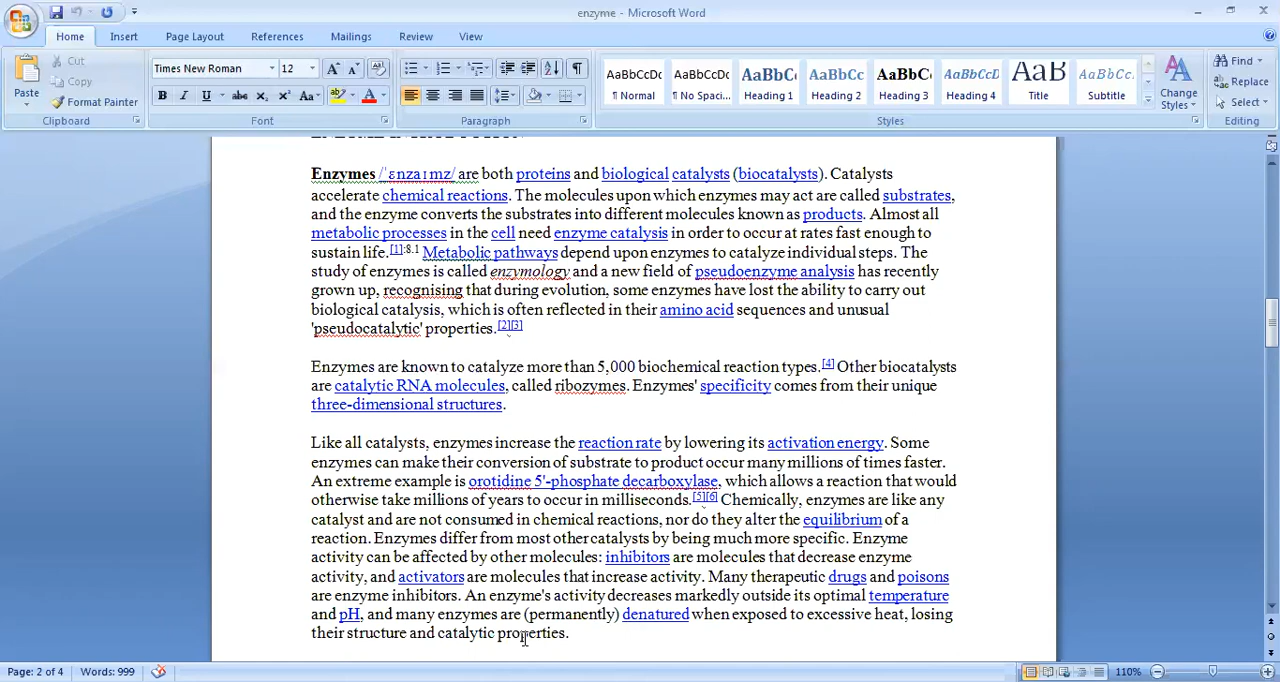 enzyme - Microsoft Word
Home Insert Page Layout References Mailings Review View
Paste
Cut
Copy
Format Painter
Clipboard
Times New Roman 12
B I U abc X₂ X² Aa
Font
Paragraph
AaBbCcDc AaBbCcDc AaBbC AaBbCc AaBbCc AaBbCcD AaB AaBbCc.
¶ Normal ¶ No Spaci... Heading 1 Heading 2 Heading 3 Heading 4 Title Subtitle
Change Styles
Styles
Find
Replace
Select
Editing
Enzymes /ˈɛnzaɪmz/ are both proteins and biological catalysts (biocatalysts). Catalysts
accelerate chemical reactions. The molecules upon which enzymes may act are called substrates,
and the enzyme converts the substrates into different molecules known as products. Almost all
metabolic processes in the cell need enzyme catalysis in order to occur at rates fast enough to
sustain life.[1]:8.1 Metabolic pathways depend upon enzymes to catalyze individual steps. The
study of enzymes is called enzymology and a new field of pseudoenzyme analysis has recently
grown up, recognising that during evolution, some enzymes have lost the ability to carry out
biological catalysis, which is often reflected in their amino acid sequences and unusual
'pseudocatalytic' properties.[2][3]
Enzymes are known to catalyze more than 5,000 biochemical reaction types.[4] Other biocatalysts
are catalytic RNA molecules, called ribozymes. Enzymes' specificity comes from their unique
three-dimensional structures.
Like all catalysts, enzymes increase the reaction rate by lowering its activation energy. Some
enzymes can make their conversion of substrate to product occur many millions of times faster.
An extreme example is orotidine 5'-phosphate decarboxylase, which allows a reaction that would
otherwise take millions of years to occur in milliseconds.[5][6] Chemically, enzymes are like any
catalyst and are not consumed in chemical reactions, nor do they alter the equilibrium of a
reaction. Enzymes differ from most other catalysts by being much more specific. Enzyme
activity can be affected by other molecules: inhibitors are molecules that decrease enzyme
activity, and activators are molecules that increase activity. Many therapeutic drugs and poisons
are enzyme inhibitors. An enzyme's activity decreases markedly outside its optimal temperature
and pH, and many enzymes are (permanently) denatured when exposed to excessive heat, losing
their structure and catalytic properties.
Page: 2 of 4 Words: 999 110%